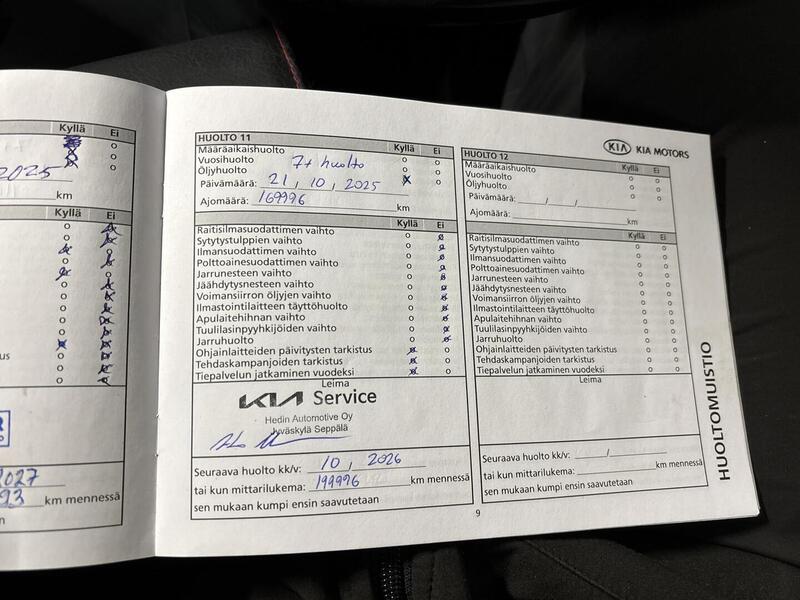 Kyllä Ei
2025
km
Kyllä Ei
us
2027
93 km mennessä
n
HUOLTO 11
Määräaikaishuolto Kyllä Ei
Vuosihuolto 7+ huolto o o
Öljyhuolto o o
Päivämäärä: 21, 10, 2025 x o
Ajomäärä: 169996 km
Kyllä Ei
Raitisilmasuodattimen vaihto o x
Sytytystulppien vaihto o x
Ilmansuodattimen vaihto o x
Polttoainesuodattimen vaihto o x
Jarrunesteen vaihto o x
Jäähdytysnesteen vaihto o x
Voimansiirron öljyjen vaihto o x
Ilmastointilaitteen täyttöhuolto o x
Apulaitehihnan vaihto o x
Tuulilasinpyyhkijöiden vaihto o x
Jarruhuolto o x
Ohjainlaitteiden päivitysten tarkistus x o
Tehdaskampanjoiden tarkistus x o
Tiepalvelun jatkaminen vuodeksi x o
Leima
KIA Service
Hedin Automotive Oy
Jyväskylä Seppälä
Seuraava huolto kk/v: 10, 2026
tai kun mittarilukema: 199996 km mennessä
sen mukaan kumpi ensin saavutetaan
9
KIA KIA MOTORS
HUOLTO 12
Määräaikaishuolto Kyllä Ei
Vuosihuolto o o
Öljyhuolto o o
Päivämäärä: / / o o
Ajomäärä: km
Kyllä Ei
Raitisilmasuodattimen vaihto o o
Sytytystulppien vaihto o o
Ilmansuodattimen vaihto o o
Polttoainesuodattimen vaihto o o
Jarrunesteen vaihto o o
Jäähdytysnesteen vaihto o o
Voimansiirron öljyjen vaihto o o
Ilmastointilaitteen täyttöhuolto o o
Apulaitehihnan vaihto o o
Tuulilasinpyyhkijöiden vaihto o o
Jarruhuolto o o
Ohjainlaitteiden päivitysten tarkistus o o
Tehdaskampanjoiden tarkistus o o
Tiepalvelun jatkaminen vuodeksi o o
Leima
Seuraava huolto kk/v: /
tai kun mittarilukema: km mennessä
sen mukaan kumpi ensin saavutetaan
HUOLTOMUISTIO